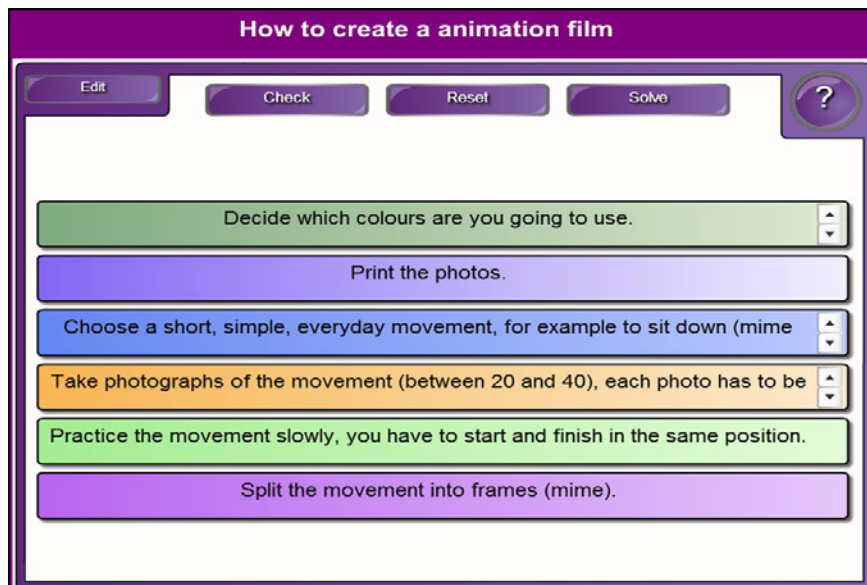 How to create a animation film
Edit
Check
Reset
Solve
?
Decide which colours are you going to use.
Print the photos.
Choose a short, simple, everyday movement, for example to sit down (mime
Take photographs of the movement (between 20 and 40), each photo has to be
Practice the movement slowly, you have to start and finish in the same position.
Split the movement into frames (mime).